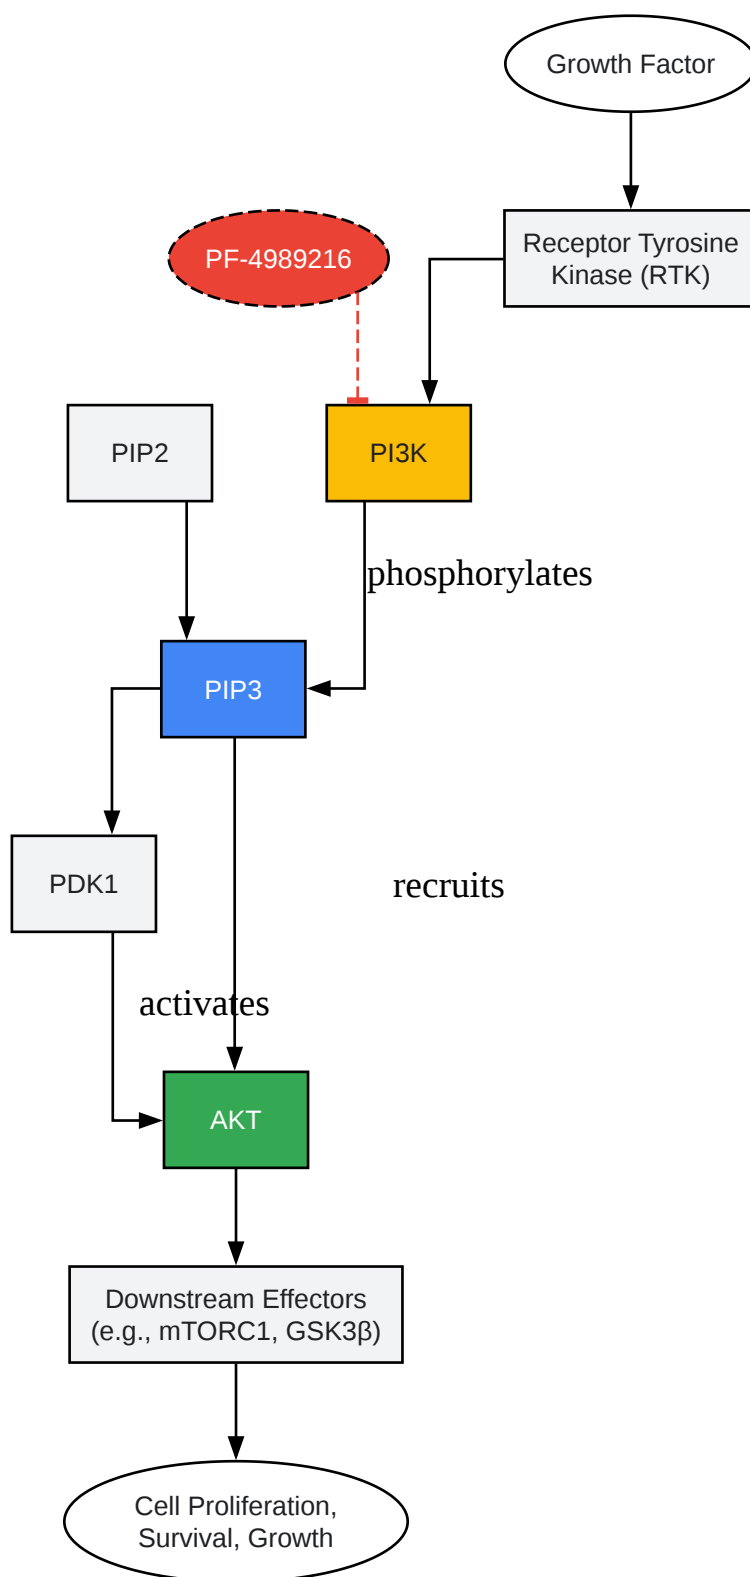 Growth Factor
Receptor Tyrosine
Kinase (RTK)
PF-4989216
PIP2
PI3K
phosphorylates
PIP3
PDK1
recruits
activates
AKT
Downstream Effectors
(e.g., mTORC1, GSK3β)
Cell Proliferation,
Survival, Growth